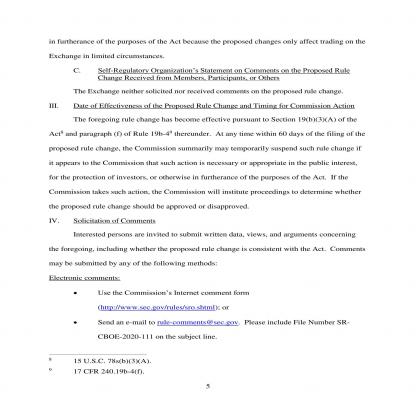 in furtherance of the purposes of the Act because the proposed changes only affect trading on the
Exchange in limited circumstances.
C. Self-Regulatory Organization's Statement on Comments on the Proposed Rule
Change Received from Members, Participants, or Others
The Exchange neither solicited nor received comments on the proposed rule change.
III. Date of Effectiveness of the Proposed Rule Change and Timing for Commission Action
The foregoing rule change has become effective pursuant to Section 19(b)(3)(A) of the
Act⁸ and paragraph (f) of Rule 19b-4⁹ thereunder. At any time within 60 days of the filing of the
proposed rule change, the Commission summarily may temporarily suspend such rule change if
it appears to the Commission that such action is necessary or appropriate in the public interest,
for the protection of investors, or otherwise in furtherance of the purposes of the Act. If the
Commission takes such action, the Commission will institute proceedings to determine whether
the proposed rule change should be approved or disapproved.
IV. Solicitation of Comments
Interested persons are invited to submit written data, views, and arguments concerning
the foregoing, including whether the proposed rule change is consistent with the Act. Comments
may be submitted by any of the following methods:
Electronic comments:
• Use the Commission's Internet comment form
(http://www.sec.gov/rules/sro.shtml); or
• Send an e-mail to rule-comments@sec.gov. Please include File Number SR-
CBOE-2020-111 on the subject line.
⁸ 15 U.S.C. 78s(b)(3)(A).
⁹ 17 CFR 240.19b-4(f).
5